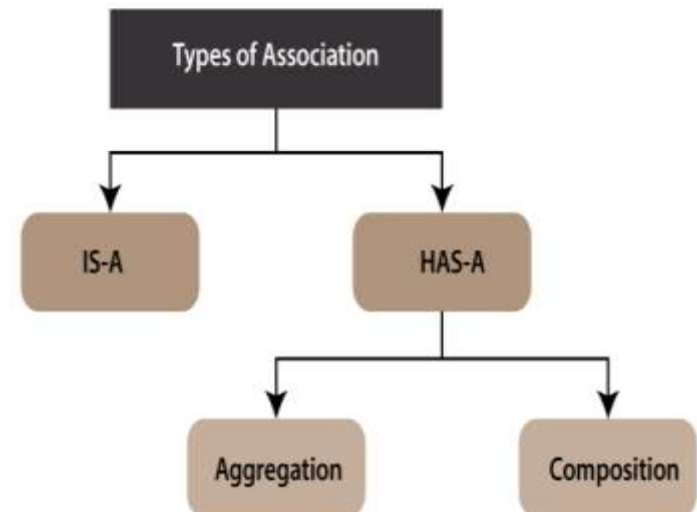 Types of Association
IS-A
HAS-A
Aggregation
Composition